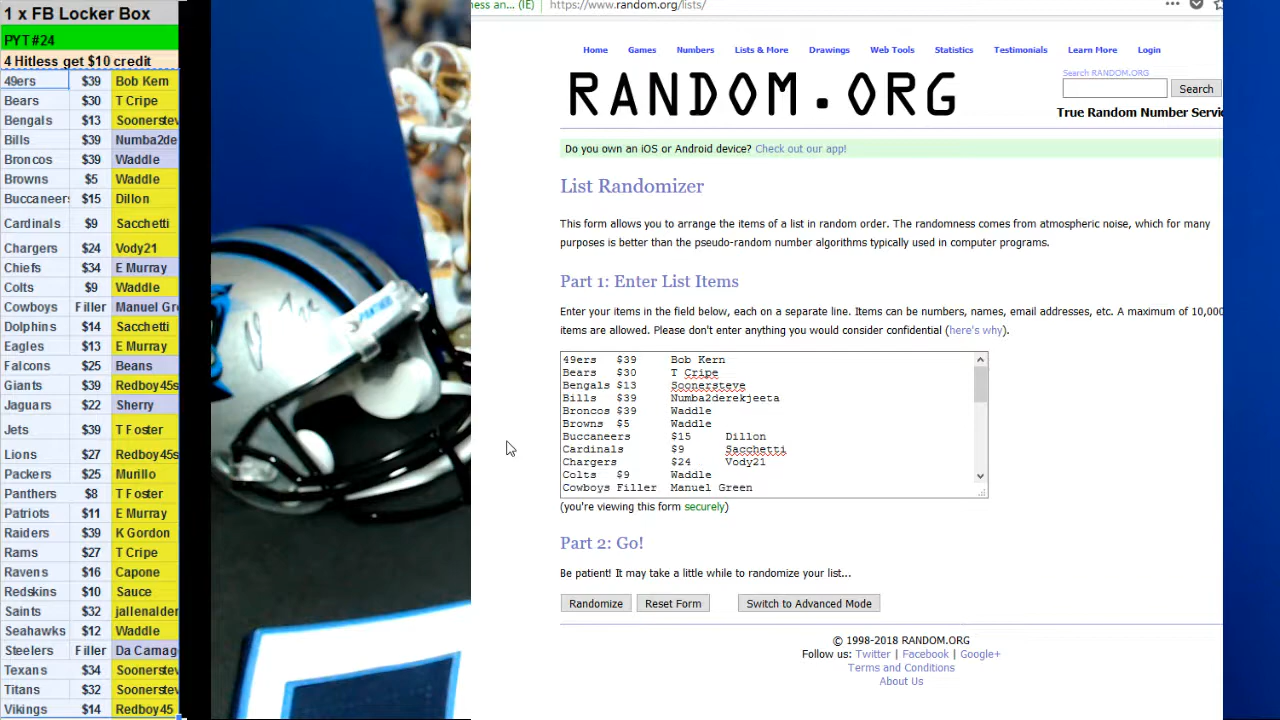 1 x FB Locker Box
PYT #24
4 Hitless get $10 credit
49ers $39 Bob Kern
Bears $30 T Cripe
Bengals $13 Soonerstev
Bills $39 Numba2de
Broncos $39 Waddle
Browns $5 Waddle
Buccaneers $15 Dillon
Cardinals $9 Sacchetti
Chargers $24 Vody21
Chiefs $34 E Murray
Colts $9 Waddle
Cowboys Filler Manuel Gre
Dolphins $14 Sacchetti
Eagles $13 E Murray
Falcons $25 Beans
Giants $39 Redboy45s
Jaguars $22 Sherry
Jets $39 T Foster
Lions $27 Redboy45s
Packers $25 Murillo
Panthers $8 T Foster
Patriots $11 E Murray
Raiders $39 K Gordon
Rams $27 T Cripe
Ravens $16 Capone
Redskins $10 Sauce
Saints $32 jallenalder
Seahawks $12 Waddle
Steelers Filler Da Carnag
Texans $34 Soonerstev
Titans $32 Soonerstev
Vikings $14 Redboy45
ness an... (IE) https://www.random.org/lists/
Home Games Numbers Lists & More Drawings Web Tools Statistics Testimonials Learn More Login
RANDOM.ORG
Search RANDOM.ORG
Search
True Random Number Servi
Do you own an iOS or Android device? Check out our app!
List Randomizer
This form allows you to arrange the items of a list in random order. The randomness comes from atmospheric noise, which for many
purposes is better than the pseudo-random number algorithms typically used in computer programs.
Part 1: Enter List Items
Enter your items in the field below, each on a separate line. Items can be numbers, names, email addresses, etc. A maximum of 10,000
items are allowed. Please don't enter anything you would consider confidential (here's why).
49ers $39 Bob Kern
Bears $30 T Cripe
Bengals $13 Soonersteve
Bills $39 Numba2derekjeeta
Broncos $39 Waddle
Browns $5 Waddle
Buccaneers $15 Dillon
Cardinals $9 Sacchetti
Chargers $24 Vody21
Colts $9 Waddle
Cowboys Filler Manuel Green
(you're viewing this form securely)
Part 2: Go!
Be patient! It may take a little while to randomize your list...
Randomize Reset Form Switch to Advanced Mode
© 1998-2018 RANDOM.ORG
Follow us: Twitter | Facebook | Google+
Terms and Conditions
About Us